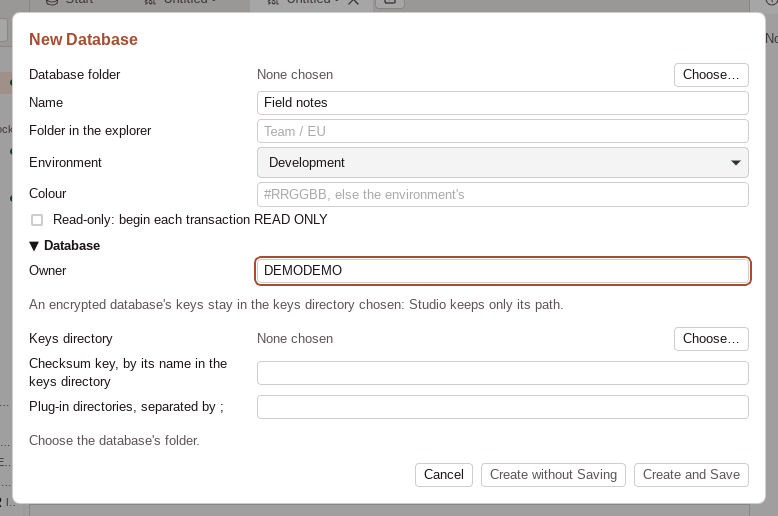 Start
New Database
Database folder
None chosen
Choose…
Name
Field notes
Folder in the explorer
Team / EU
Environment
Development
Colour
#RRGGBB, else the environment's
Read-only: begin each transaction READ ONLY
▼ Database
Owner
DEMODEMO
An encrypted database's keys stay in the keys directory chosen: Studio keeps only its path.
Keys directory
None chosen
Choose…
Checksum key, by its name in the
keys directory
Plug-in directories, separated by ;
Choose the database's folder.
Cancel
Create without Saving
Create and Save